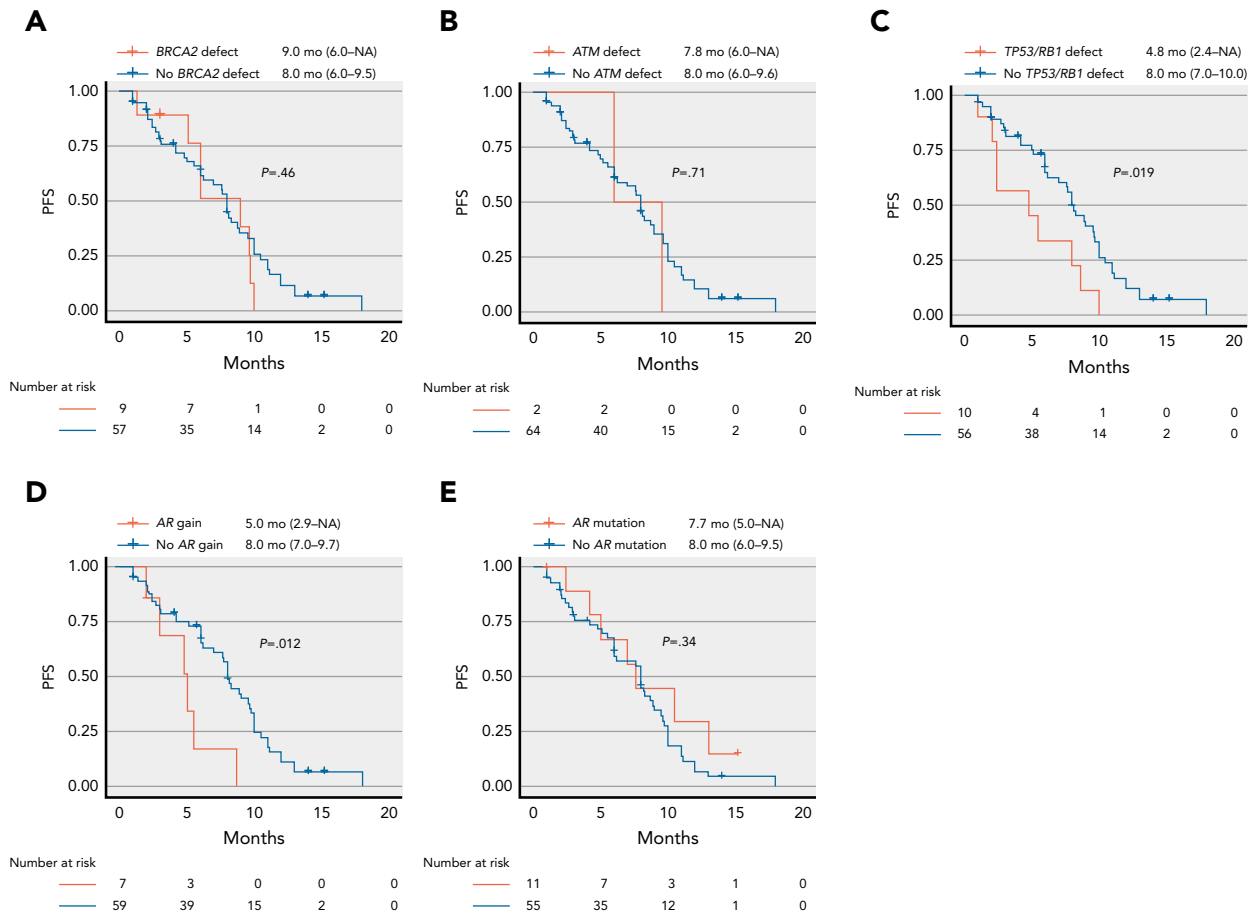 A
BRCA2 defect 9.0 mo (6.0–NA)
No BRCA2 defect 8.0 mo (6.0–9.5)
1.00
0.75
0.50
0.25
0.00
PFS
P=.46
0 5 10 15 20
Months
Number at risk
9 7 1 0 0
57 35 14 2 0
B
ATM defect 7.8 mo (6.0–NA)
No ATM defect 8.0 mo (6.0–9.6)
1.00
0.75
0.50
0.25
0.00
PFS
P=.71
0 5 10 15 20
Months
Number at risk
2 2 0 0 0
64 40 15 2 0
C
TP53/RB1 defect 4.8 mo (2.4–NA)
No TP53/RB1 defect 8.0 mo (7.0–10.0)
1.00
0.75
0.50
0.25
0.00
PFS
P=.019
0 5 10 15 20
Months
Number at risk
10 4 1 0 0
56 38 14 2 0
D
AR gain 5.0 mo (2.9–NA)
No AR gain 8.0 mo (7.0–9.7)
1.00
0.75
0.50
0.25
0.00
PFS
P=.012
0 5 10 15 20
Months
Number at risk
7 3 0 0 0
59 39 15 2 0
E
AR mutation 7.7 mo (5.0–NA)
No AR mutation 8.0 mo (6.0–9.5)
1.00
0.75
0.50
0.25
0.00
PFS
P=.34
0 5 10 15 20
Months
Number at risk
11 7 3 1 0
55 35 12 1 0